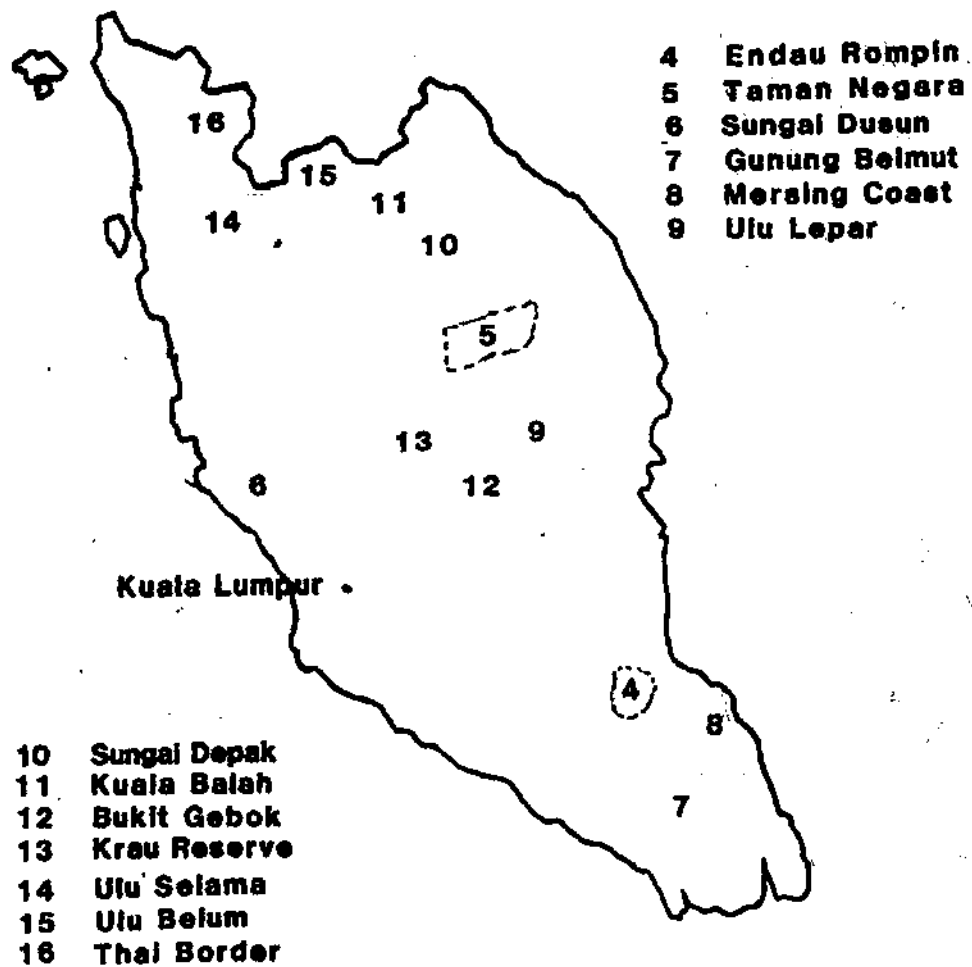 4 Endau Rompin
5 Taman Negara
6 Sungai Dusun
7 Gunung Belmut
8 Mersing Coast
9 Ulu Lepar
16
15
14
11
10
5
13
9
6
12
Kuala Lumpur
4
8
7
10 Sungai Depak
11 Kuala Balah
12 Bukit Gebok
13 Krau Reserve
14 Ulu Selama
15 Ulu Belum
16 Thai Border